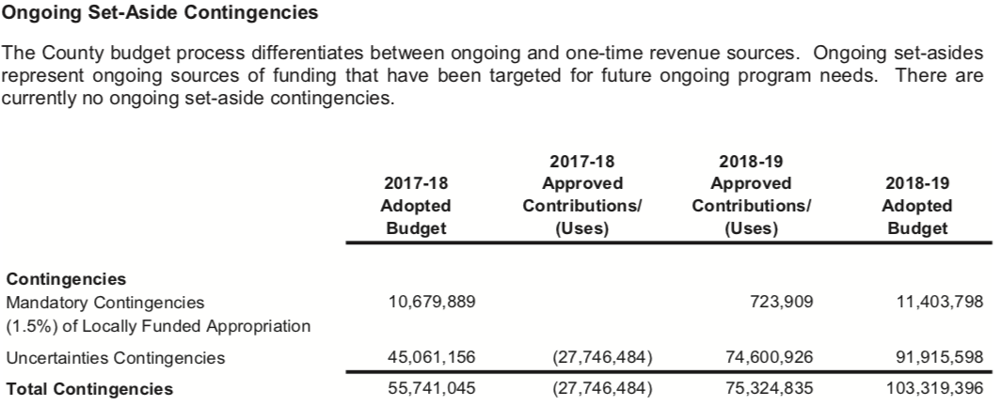 Ongoing Set-Aside Contingencies
The County budget process differentiates between ongoing and one-time revenue sources. Ongoing set-asides
represent ongoing sources of funding that have been targeted for future ongoing program needs. There are
currently no ongoing set-aside contingencies.
2017-18 2018-19
2017-18 Approved Approved 2018-19
Adopted Contributions/ Contributions/ Adopted
Budget (Uses) (Uses) Budget
Contingencies
Mandatory Contingencies 10,679,889 723,909 11,403,798
(1.5%) of Locally Funded Appropriation
Uncertainties Contingencies 45,061,156 (27,746,484) 74,600,926 91,915,598
Total Contingencies 55,741,045 (27,746,484) 75,324,835 103,319,396